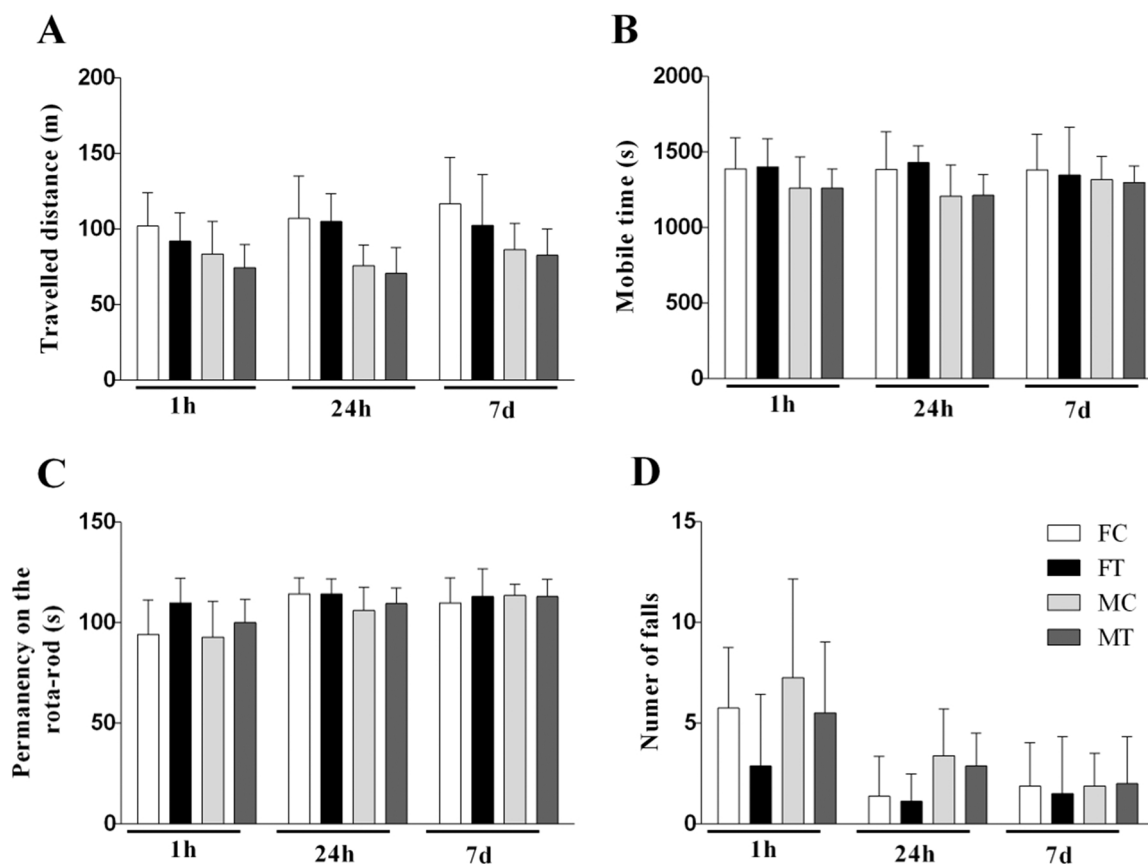 A
Travelled distance (m)
200
150
100
50
0
1h
24h
7d
B
Mobile time (s)
2000
1500
1000
500
0
1h
24h
7d
C
Permanency on the
rota-rod (s)
150
100
50
0
1h
24h
7d
D
Numer of falls
15
10
5
0
FC
FT
MC
MT
1h
24h
7d